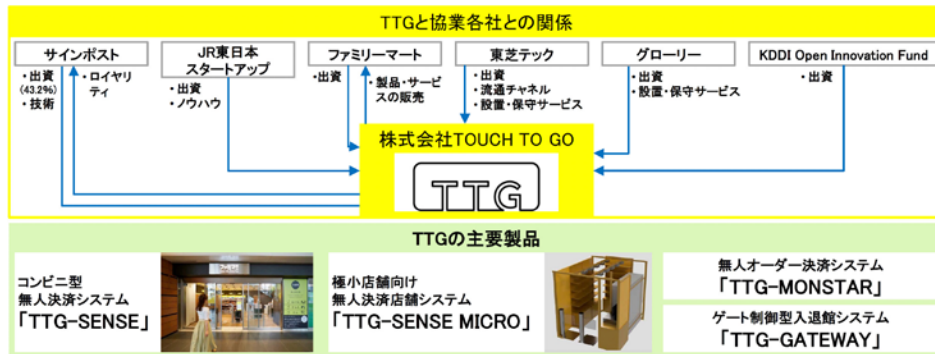 TTGと協業各社との関係
サインポスト
・出資
(43.2%)
・技術
・ロイヤリ
ティ
JR東日本
スタートアップ
・出資
・ノウハウ
ファミリーマート
・出資
・製品・サービ
スの販売
東芝テック
・出資
・流通チャネル
・設置・保守サービス
グローリー
・出資
・設置・保守サービス
KDDI Open Innovation Fund
・出資
株式会社TOUCH TO GO
TTG
TTGの主要製品
コンビニ型
無人決済システム
「TTG-SENSE」
極小店舗向け
無人決済店舗システム
「TTG-SENSE MICRO」
無人オーダー決済システム
「TTG-MONSTAR」
ゲート制御型入退館システム
「TTG-GATEWAY」